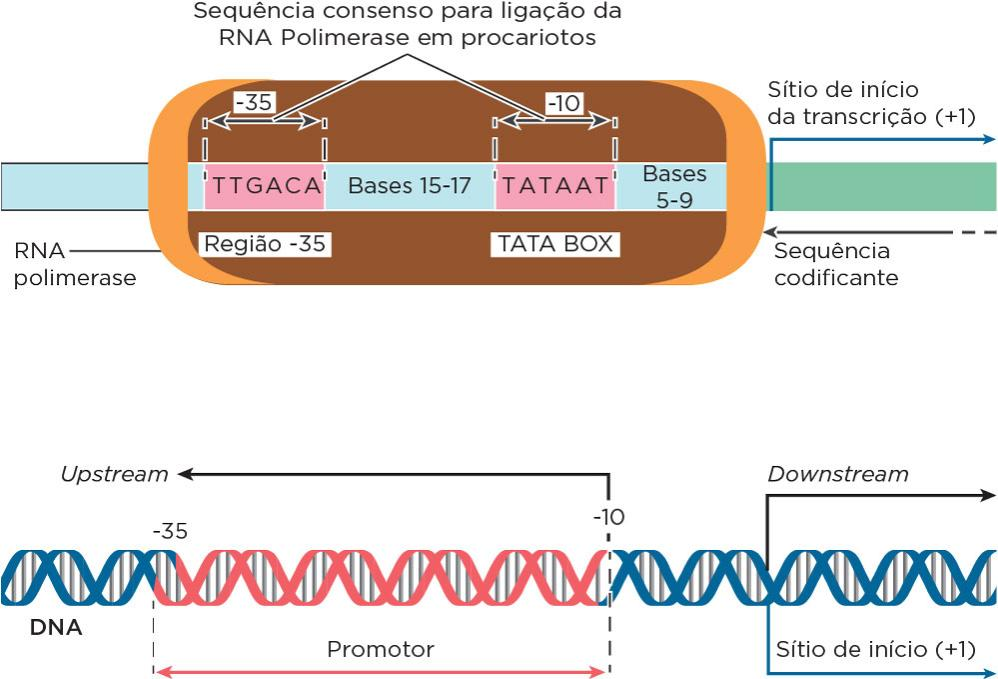 Sequência consenso para ligação da
RNA Polimerase em procariotos
-35
-10
Sítio de início
da transcrição (+1)
TTGACA
Bases 15-17
TATAAT
Bases
5-9
RNA
polimerase
Região -35
TATA BOX
Sequência
codificante
Upstream
Downstream
-35
-10
DNA
Promotor
Sítio de início (+1)